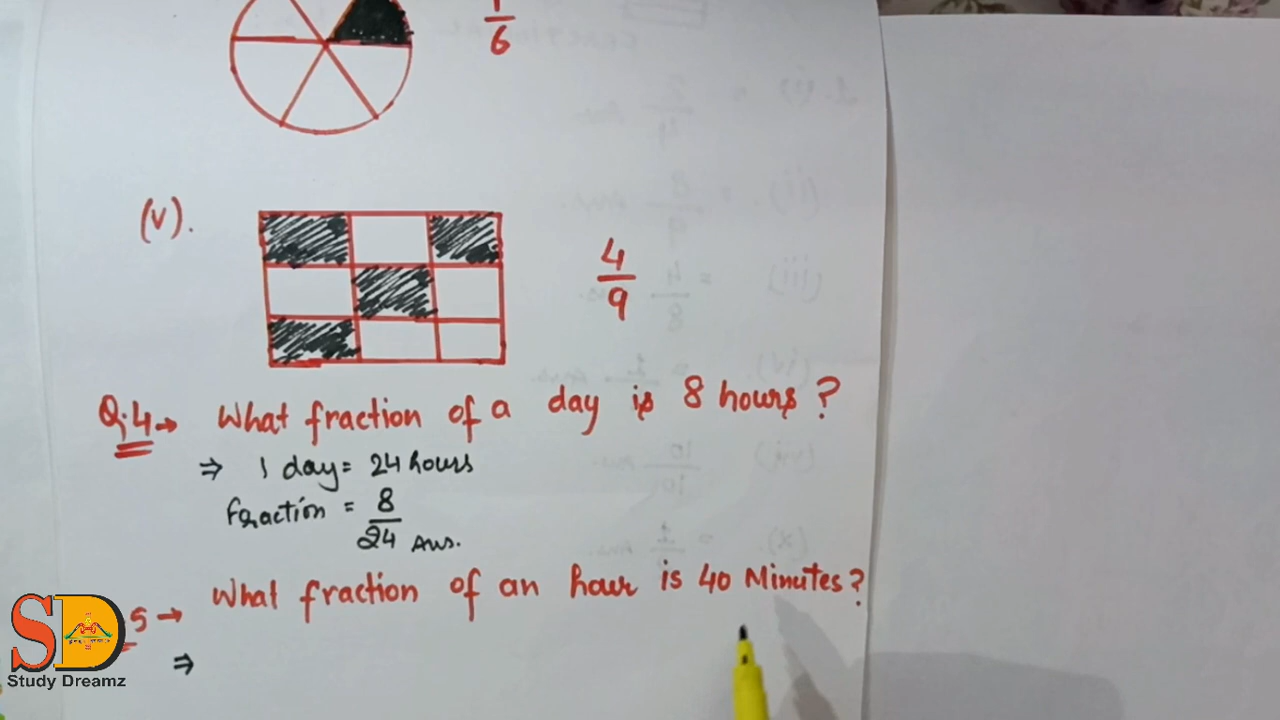 1
6
(V).
4
9
Q.4→ What fraction of a day is 8 hours?
⇒ 1 day = 24 hours
fraction = 8
24 Ans.
5→ What fraction of an hour is 40 Minutes?
⇒
SD
Study Dreamz